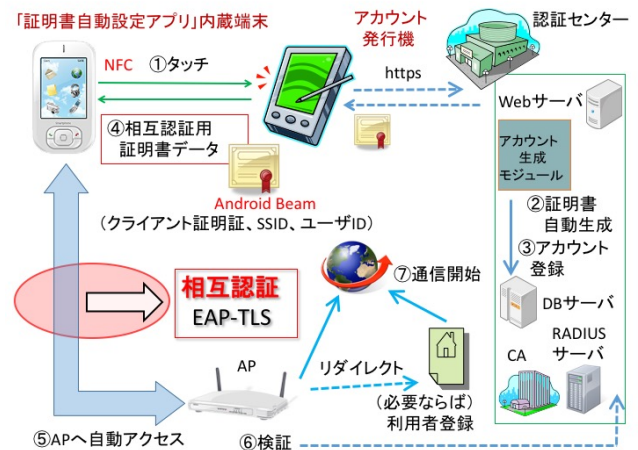 「証明書自動設定アプリ」内蔵端末
アカウント
発行機
認証センター
NFC
①タッチ
https
Webサーバ
④相互認証用
証明書データ
アカウント
生成
モジュール
Android Beam
(クライアント証明証、SSID、ユーザID)
②証明書
自動生成
③アカウント
登録
⑦通信開始
相互認証
EAP-TLS
DBサーバ
RADIUS
サーバ
CA
AP
リダイレクト
(必要ならば)
利用者登録
⑤APへ自動アクセス
⑥検証